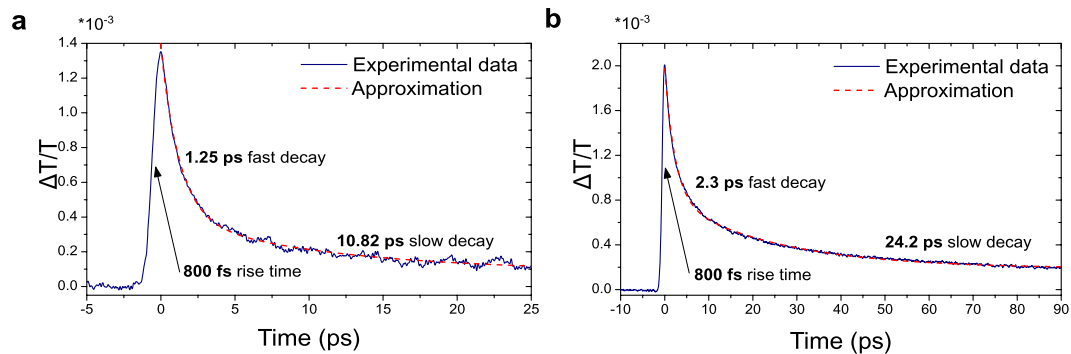 a
*10⁻³
1.4
1.2
1.0
0.8
0.6
0.4
0.2
0.0
ΔT/T
Experimental data
Approximation
1.25 ps fast decay
10.82 ps slow decay
800 fs rise time
-5 0 5 10 15 20 25
Time (ps)
b
*10⁻³
2.0
1.6
1.2
0.8
0.4
0.0
ΔT/T
Experimental data
Approximation
2.3 ps fast decay
24.2 ps slow decay
800 fs rise time
-10 0 10 20 30 40 50 60 70 80 90
Time (ps)